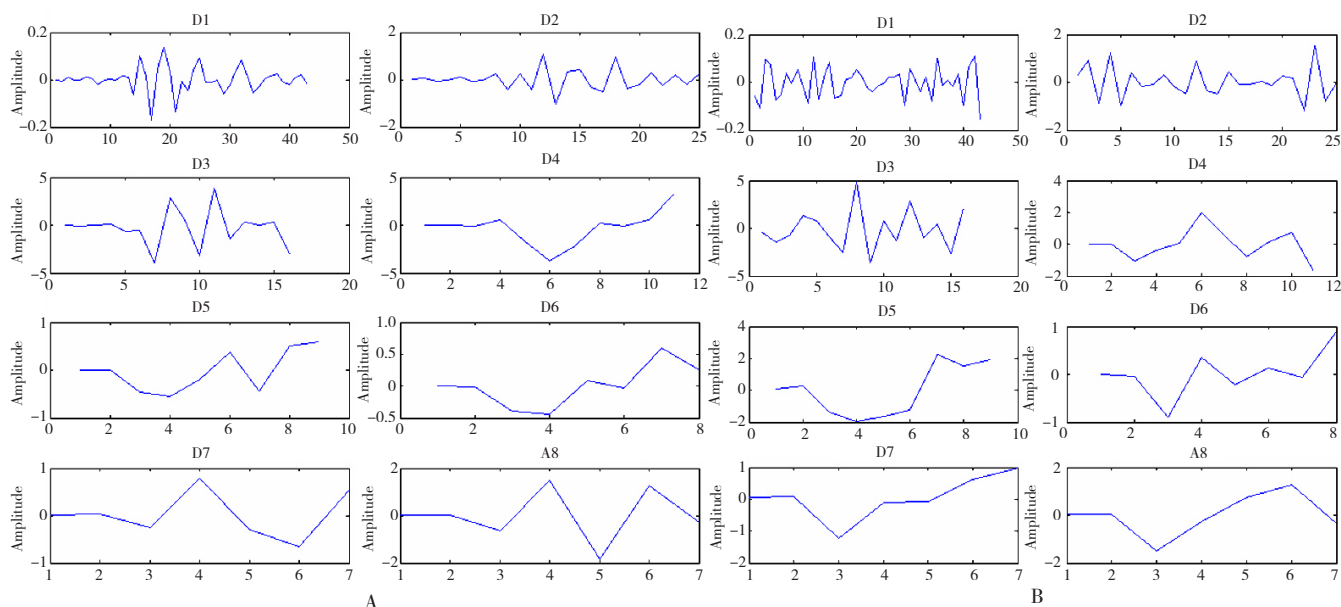 D1 D2 D1 D2
0.2 2 0.2 2
Amplitude Amplitude Amplitude Amplitude
0 0 0 0
−0.2 −2 −0.2 −2
0 10 20 30 40 50 0 5 10 15 20 25 0 10 20 30 40 50 0 5 10 15 20 25
D3 D4 D3 D4
5 5 5 4
2
Amplitude Amplitude Amplitude Amplitude
0 0 0 0
−5 −5 −5 −2
0 5 10 15 20 0 2 4 6 8 10 12 0 5 10 15 20 0 2 4 6 8 10 12
D5 D6 D5 D6
1 1.0 4 1
0.5 2
Amplitude Amplitude Amplitude Amplitude
0 0.0 0 0
−1 −0.5 −2 −1
0 2 4 6 8 10 0 2 4 6 8 0 2 4 6 8 10 0 2 4 6 8
D7 A8 D7 A8
1 2 1 2
Amplitude Amplitude Amplitude Amplitude
0 0 0 0
−1
−1 −2 −2 −2
1 2 3 4 5 6 7 1 2 3 4 5 6 7 1 2 3 4 5 6 7 1 2 3 4 5 6 7
A B